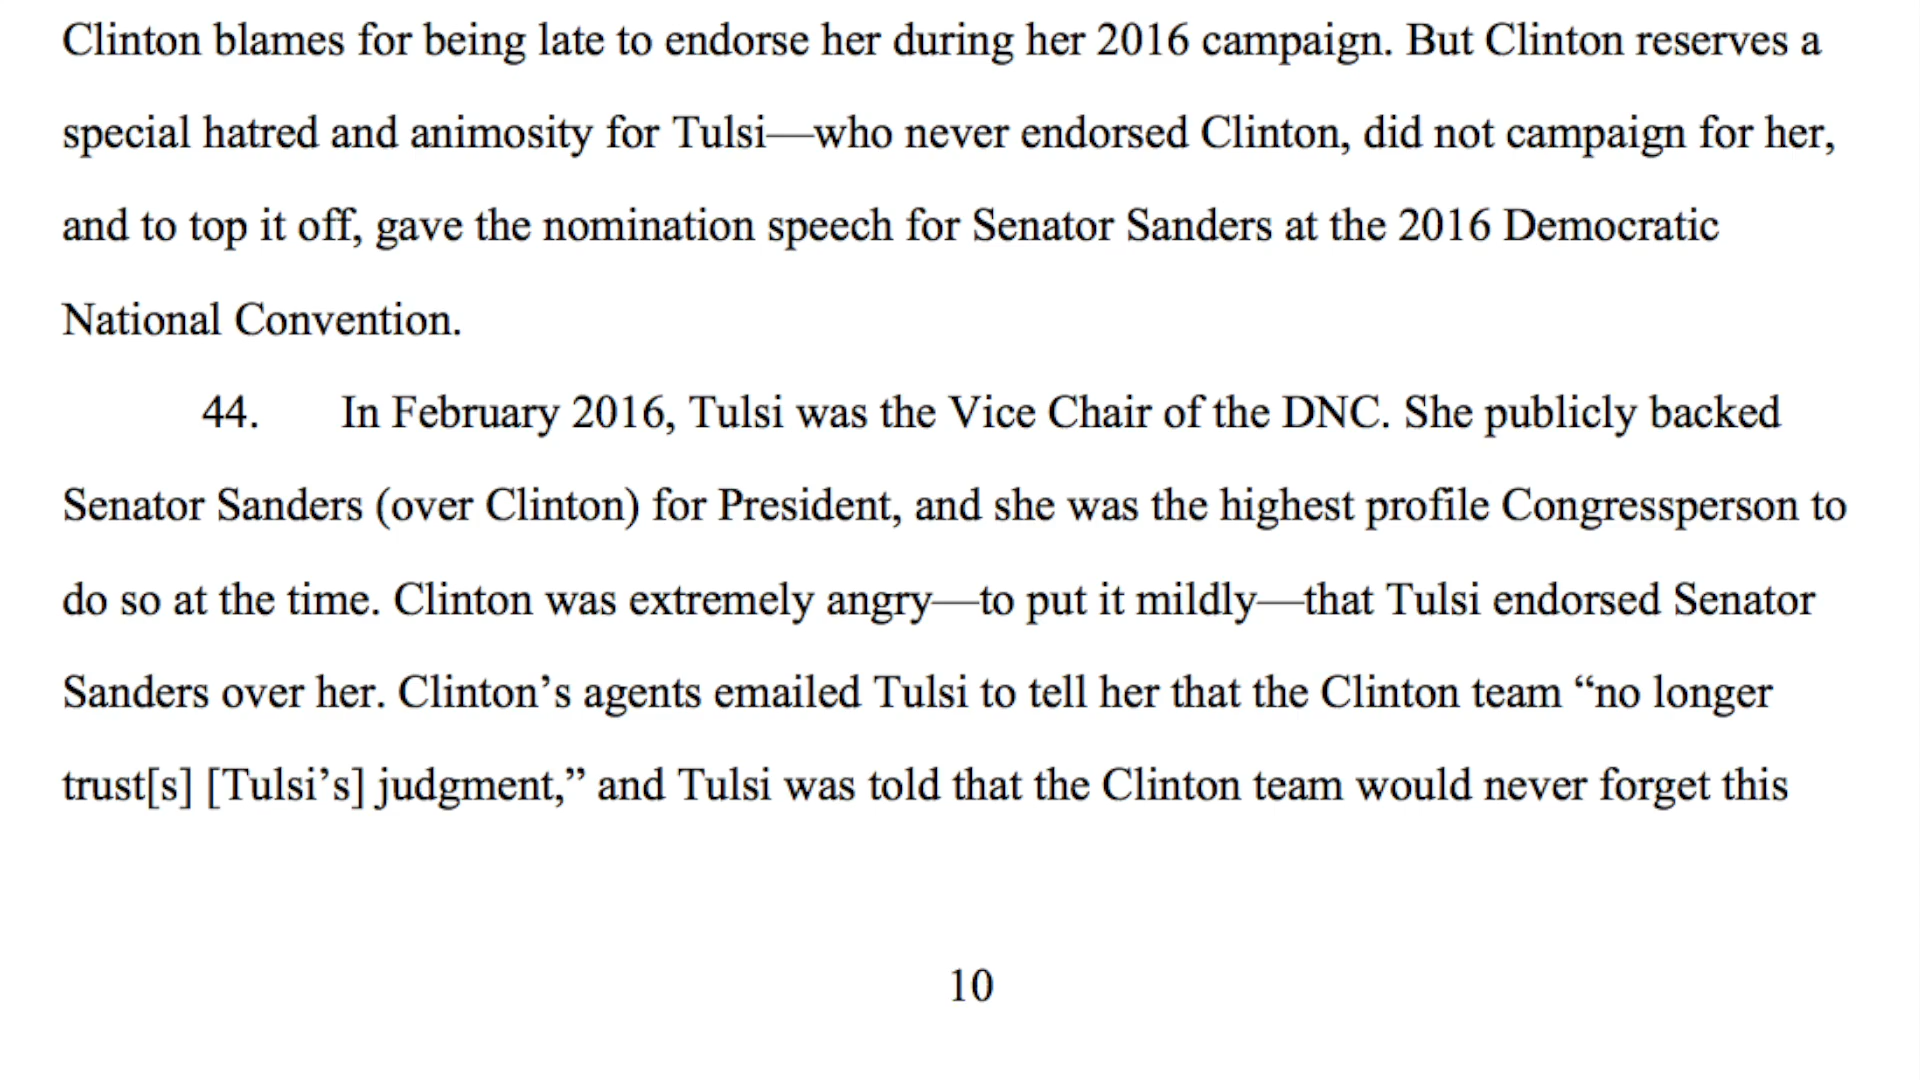 Clinton blames for being late to endorse her during her 2016 campaign. But Clinton reserves a
special hatred and animosity for Tulsi—who never endorsed Clinton, did not campaign for her,
and to top it off, gave the nomination speech for Senator Sanders at the 2016 Democratic
National Convention.
44. In February 2016, Tulsi was the Vice Chair of the DNC. She publicly backed
Senator Sanders (over Clinton) for President, and she was the highest profile Congressperson to
do so at the time. Clinton was extremely angry—to put it mildly—that Tulsi endorsed Senator
Sanders over her. Clinton’s agents emailed Tulsi to tell her that the Clinton team “no longer
trust[s] [Tulsi’s] judgment,” and Tulsi was told that the Clinton team would never forget this
10